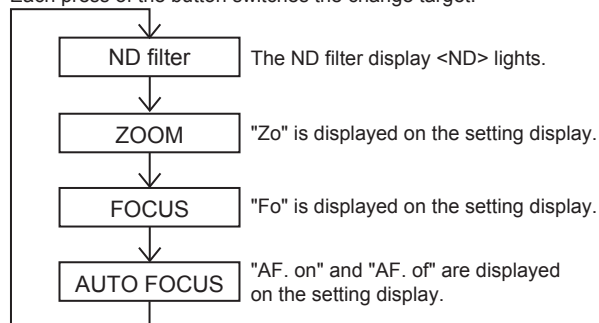 Each press of the button switches the change target.
ND filter
The ND filter display <ND> lights.
ZOOM
"Zo" is displayed on the setting display.
FOCUS
"Fo" is displayed on the setting display.
AUTO FOCUS
"AF. on" and "AF. of" are displayed
on the setting display.